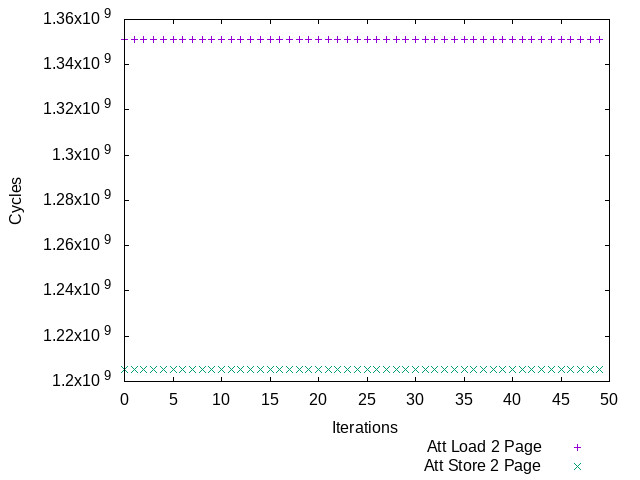 1.36x10 9
1.34x10 9
1.32x10 9
1.3x10 9
1.28x10 9
1.26x10 9
1.24x10 9
1.22x10 9
1.2x10 9
Cycles
0 5 10 15 20 25 30 35 40 45 50
Iterations
Att Load 2 Page
Att Store 2 Page